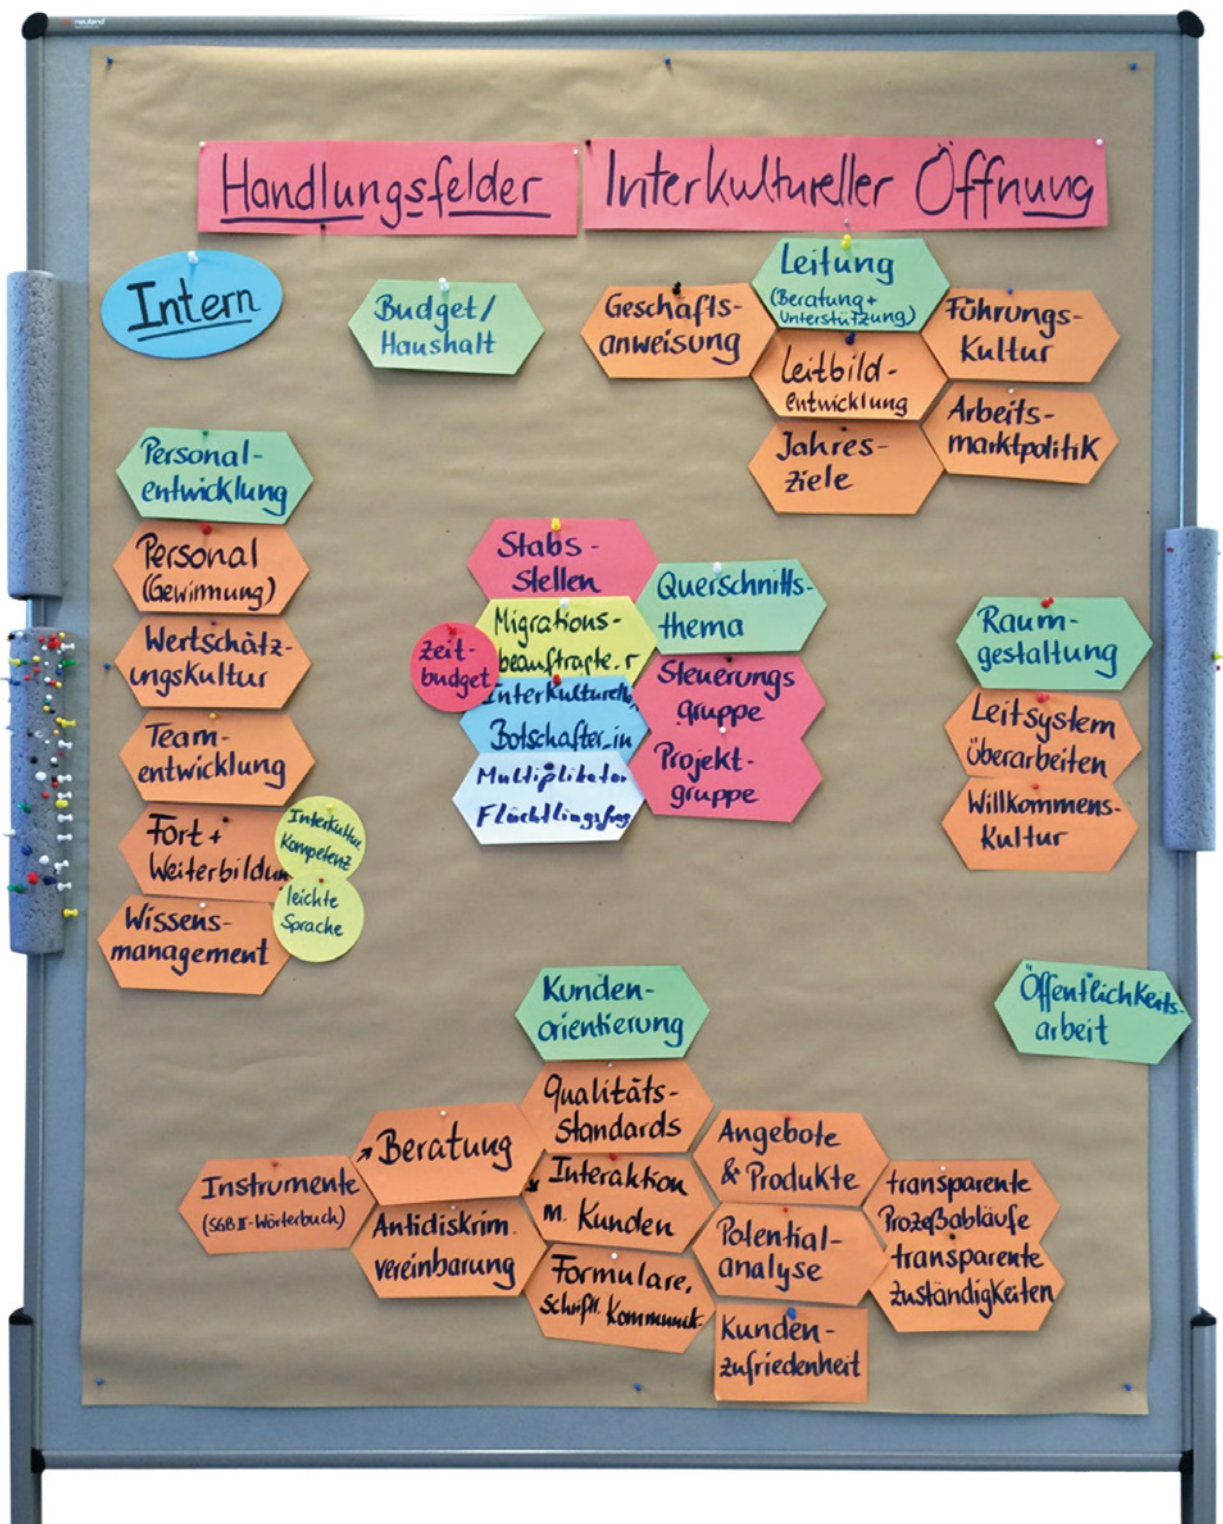 neuland
Handlungsfelder
Interkultureller Öffnung
Intern
Budget/
Haushalt
Geschäfts-
anweisung
Leitung
(Beratung +
Unterstützung)
Führungs-
Kultur
Leitbild-
entwicklung
Arbeits-
marktpolitik
Jahres-
ziele
Personal-
entwicklung
Personal
(Gewinnung)
Wertschätz-
ungskultur
Team-
entwicklung
Fort +
Weiterbildun
Interkultur.
Kompetenz
leichte
Sprache
Wissens-
management
Stabs-
stellen
Migrations-
beauftragte.r
Zeit-
budget
Interkulturelle
Botschafter_in
Multiplikator
Flüchtlingsfrag
Querschnitts-
thema
Steuerungs
gruppe
Projekt-
gruppe
Raum-
gestaltung
Leitsystem
überarbeiten
Willkommens-
Kultur
Öffentlichkeits-
arbeit
Kunden-
orientierung
Qualitäts-
standards
Beratung
Instrumente
(SGB II-Wörterbuch)
Antidiskrim.
vereinbarung
Interaktion
m. Kunden
Formulare,
schriftl. Kommunik.
Angebote
& Produkte
Potential-
analyse
Kunden-
zufriedenheit
transparente
Prozeßabläufe
transparente
Zuständigkeiten